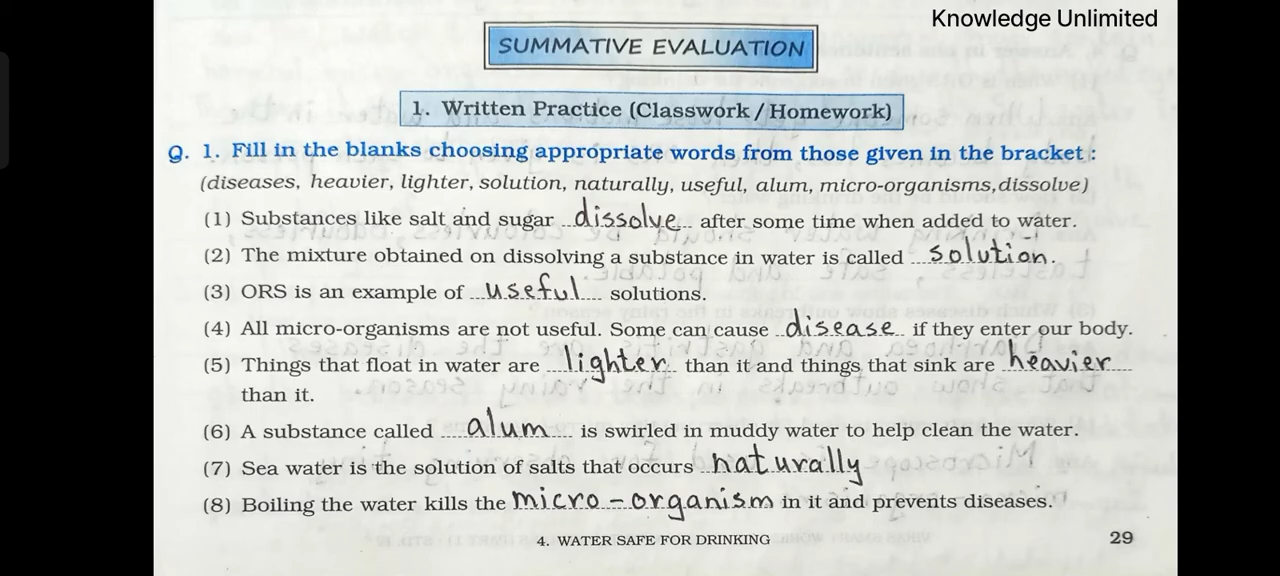 Knowledge Unlimited
SUMMATIVE EVALUATION
1. Written Practice (Classwork / Homework)
Q. 1. Fill in the blanks choosing appropriate words from those given in the bracket :
(diseases, heavier, lighter, solution, naturally, useful, alum, micro-organisms, dissolve)
(1) Substances like salt and sugar dissolve after some time when added to water.
(2) The mixture obtained on dissolving a substance in water is called solution.
(3) ORS is an example of useful solutions.
(4) All micro-organisms are not useful. Some can cause disease if they enter our body.
(5) Things that float in water are lighter than it and things that sink are heavier
than it.
(6) A substance called alum is swirled in muddy water to help clean the water.
(7) Sea water is the solution of salts that occurs naturally
(8) Boiling the water kills the micro-organism in it and prevents diseases.
4. WATER SAFE FOR DRINKING
29